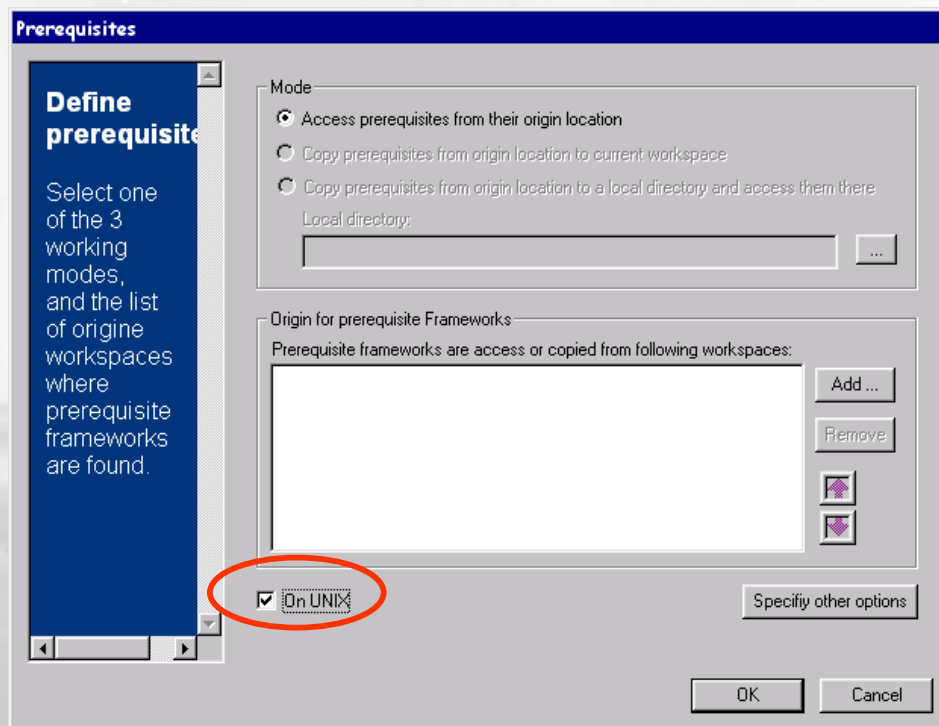 Prerequisites
Define
prerequisite
Select one
of the 3
working
modes,
and the list
of origine
workspaces
where
prerequisite
frameworks
are found.
Mode
Access prerequisites from their origin location
Copy prerequisites from origin location to current workspace
Copy prerequisites from origin location to a local directory and access them there
Local directory:
...
Origin for prerequisite Frameworks
Prerequisite frameworks are access or copied from following workspaces:
Add ...
Remove
On UNIX
Specifiy other options
OK
Cancel